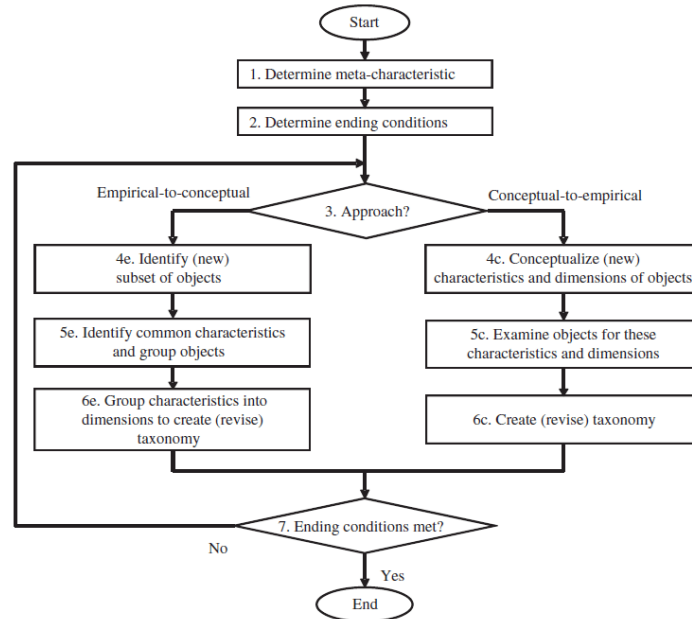 Start
1. Determine meta-characteristic
2. Determine ending conditions
Empirical-to-conceptual
Conceptual-to-empirical
3. Approach?
4e. Identify (new)
subset of objects
4c. Conceptualize (new)
characteristics and dimensions of objects
5e. Identify common characteristics
and group objects
5c. Examine objects for these
characteristics and dimensions
6e. Group characteristics into
dimensions to create (revise)
taxonomy
6c. Create (revise) taxonomy
7. Ending conditions met?
No
Yes
End